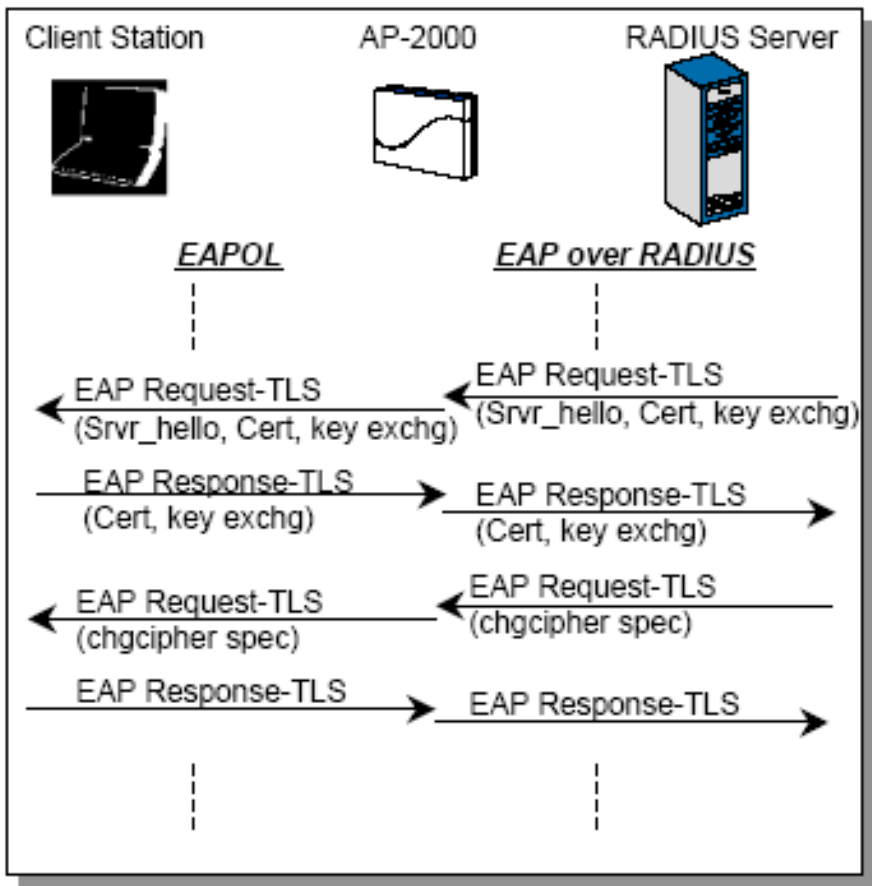 Client Station
AP-2000
RADIUS Server
EAPOL
EAP over RADIUS
EAP Request-TLS
(Srvr_hello, Cert, key exchg)
EAP Request-TLS
(Srvr_hello, Cert, key exchg)
EAP Response-TLS
(Cert, key exchg)
EAP Response-TLS
(Cert, key exchg)
EAP Request-TLS
(chgcipher spec)
EAP Request-TLS
(chgcipher spec)
EAP Response-TLS
EAP Response-TLS